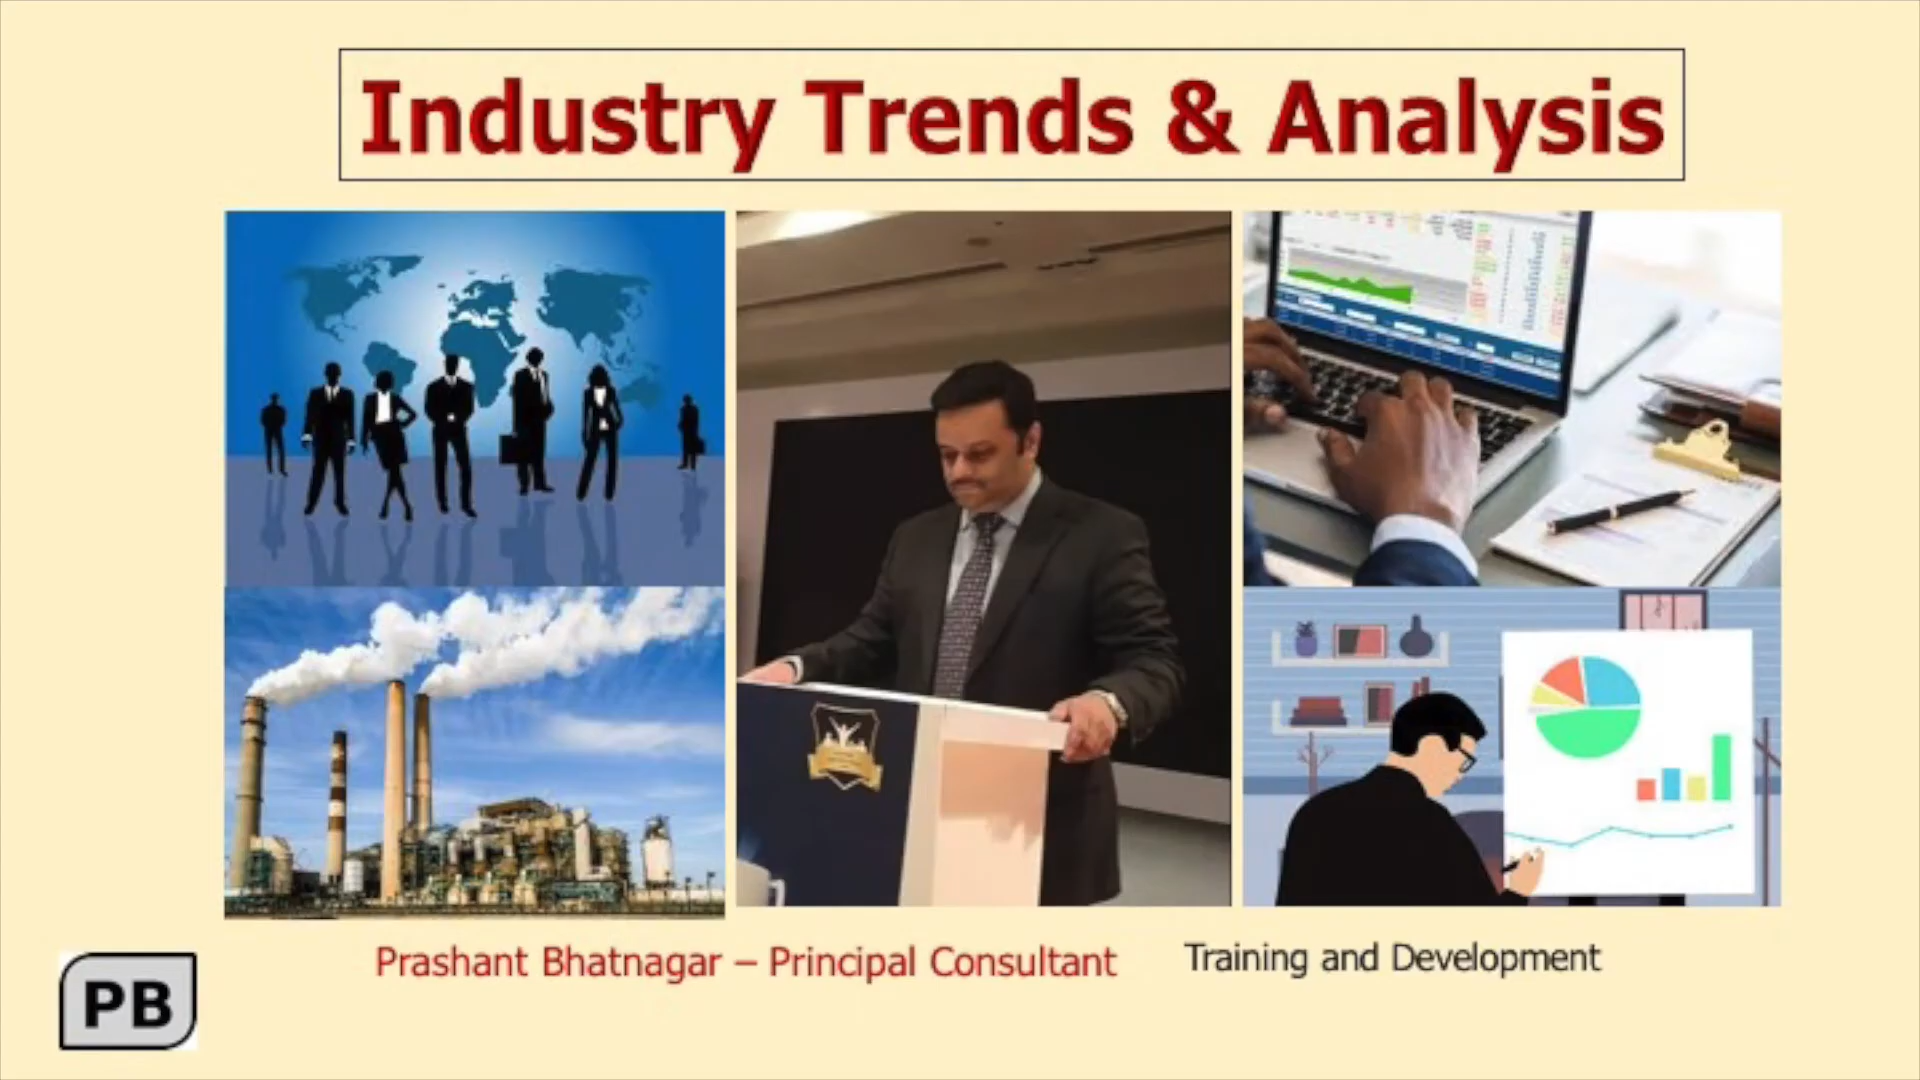 Industry Trends & Analysis
Prashant Bhatnagar – Principal Consultant
Training and Development
PB